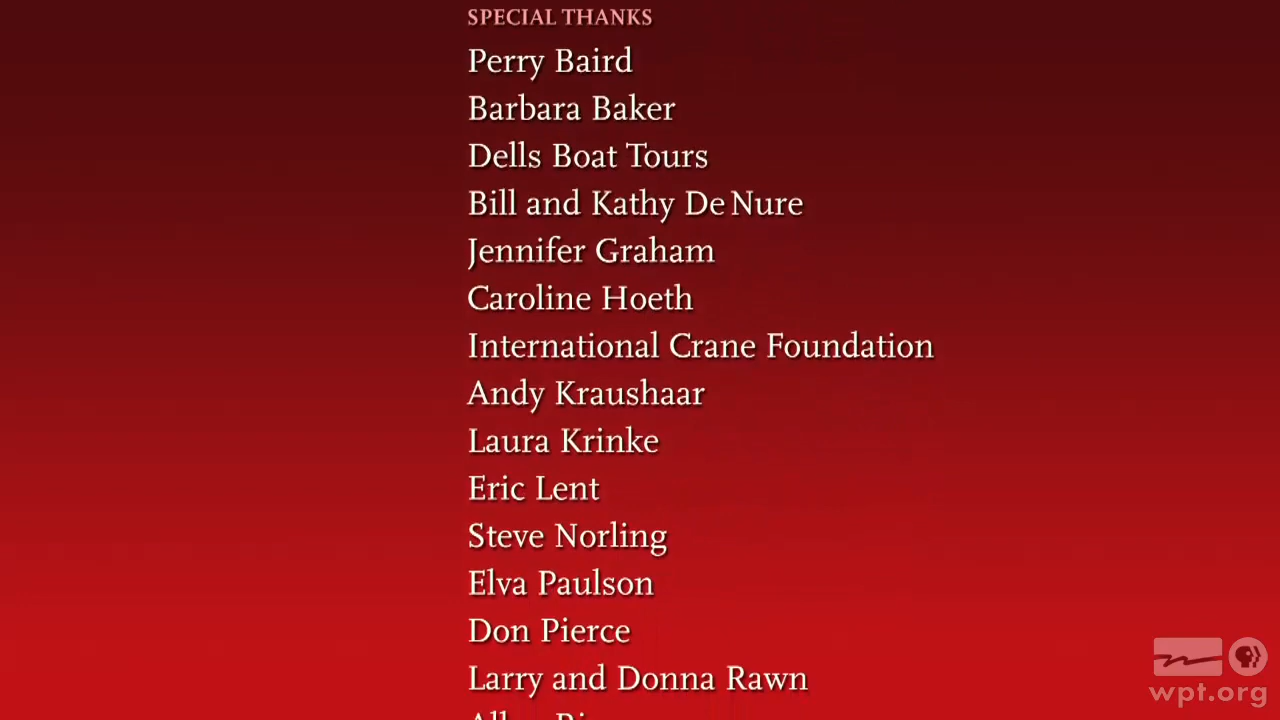 SPECIAL THANKS
Perry Baird
Barbara Baker
Dells Boat Tours
Bill and Kathy De Nure
Jennifer Graham
Caroline Hoeth
International Crane Foundation
Andy Kraushaar
Laura Krinke
Eric Lent
Steve Norling
Elva Paulson
Don Pierce
Larry and Donna Rawn
wpt.org